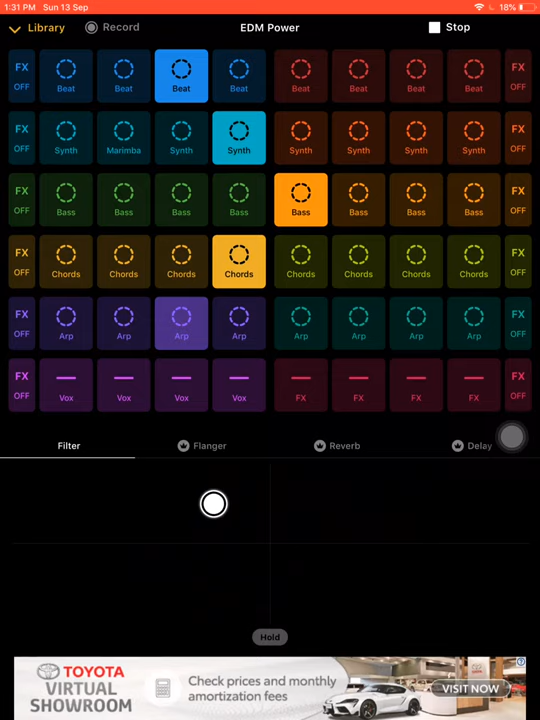 1:31 PM Sun 13 Sep 18%
Library Record EDM Power Stop
FX OFF Beat Beat Beat Beat Beat Beat Beat Beat FX OFF
FX OFF Synth Marimba Synth Synth Synth Synth Synth Synth FX OFF
FX OFF Bass Bass Bass Bass Bass Bass Bass Bass FX OFF
FX OFF Chords Chords Chords Chords Chords Chords Chords Chords FX OFF
FX OFF Arp Arp Arp Arp Arp Arp Arp Arp FX OFF
FX OFF Vox Vox Vox Vox FX FX FX FX FX OFF
Filter Flanger Reverb Delay
Hold
TOYOTA
VIRTUAL
SHOWROOM
Check prices and monthly
amortization fees
VISIT NOW